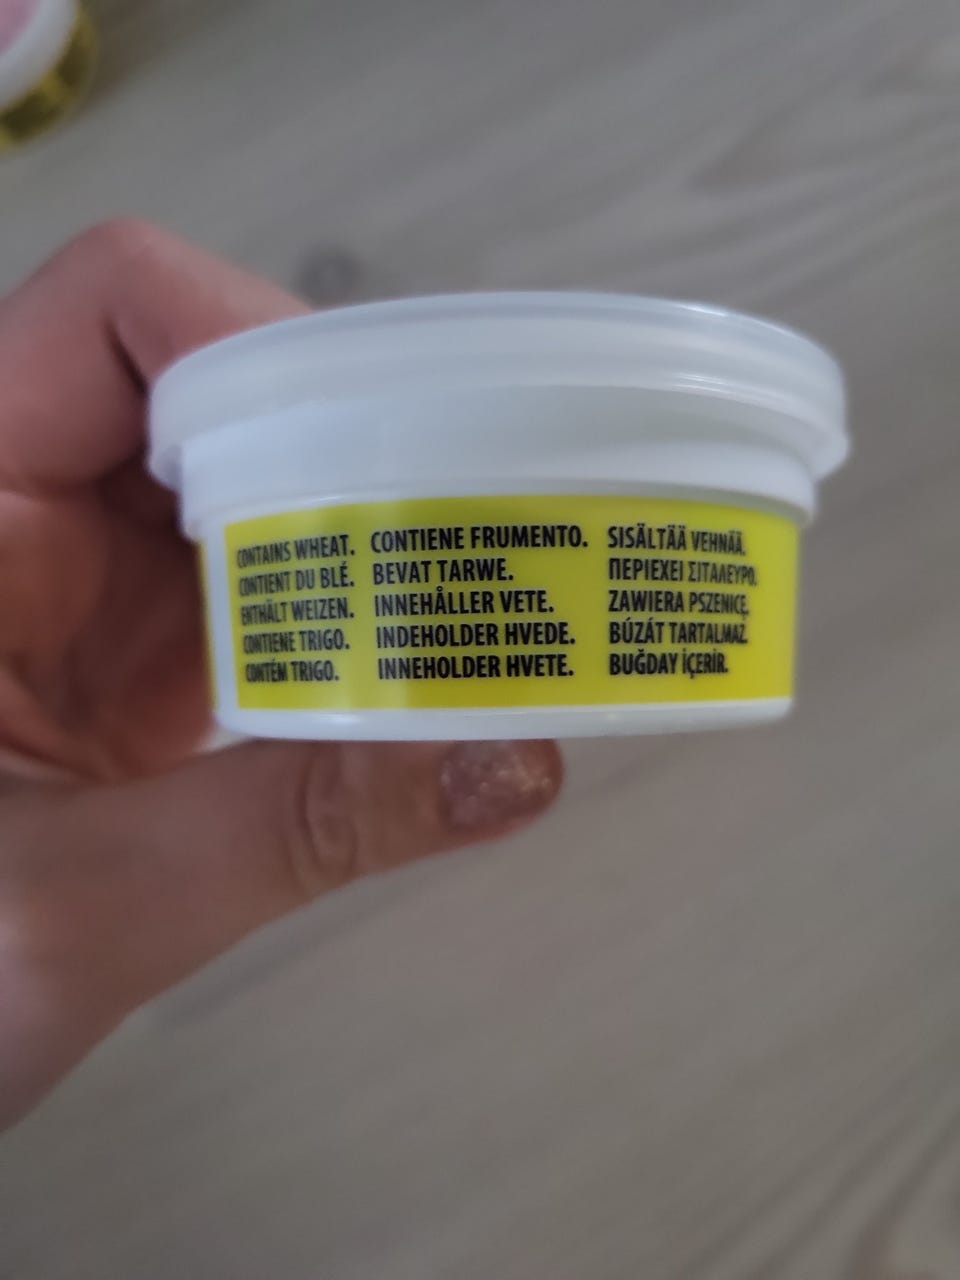 CONTAINS WHEAT.
CONTIENT DU BLÉ.
ENTHÄLT WEIZEN.
CONTIENE TRIGO.
CONTÉM TRIGO.
CONTIENE FRUMENTO.
BEVAT TARWE.
INNEHÅLLER VETE.
INDEHOLDER HVEDE.
INNEHOLDER HVETE.
SISÄLTÄÄ VEHNÄÄ.
ΠΕΡΙΕΧΕΙ ΣΙΤΑΛΕΥΡΟ.
ZAWIERA PSZENICĘ.
BÚZÁT TARTALMAZ.
BUĞDAY İÇERİR.